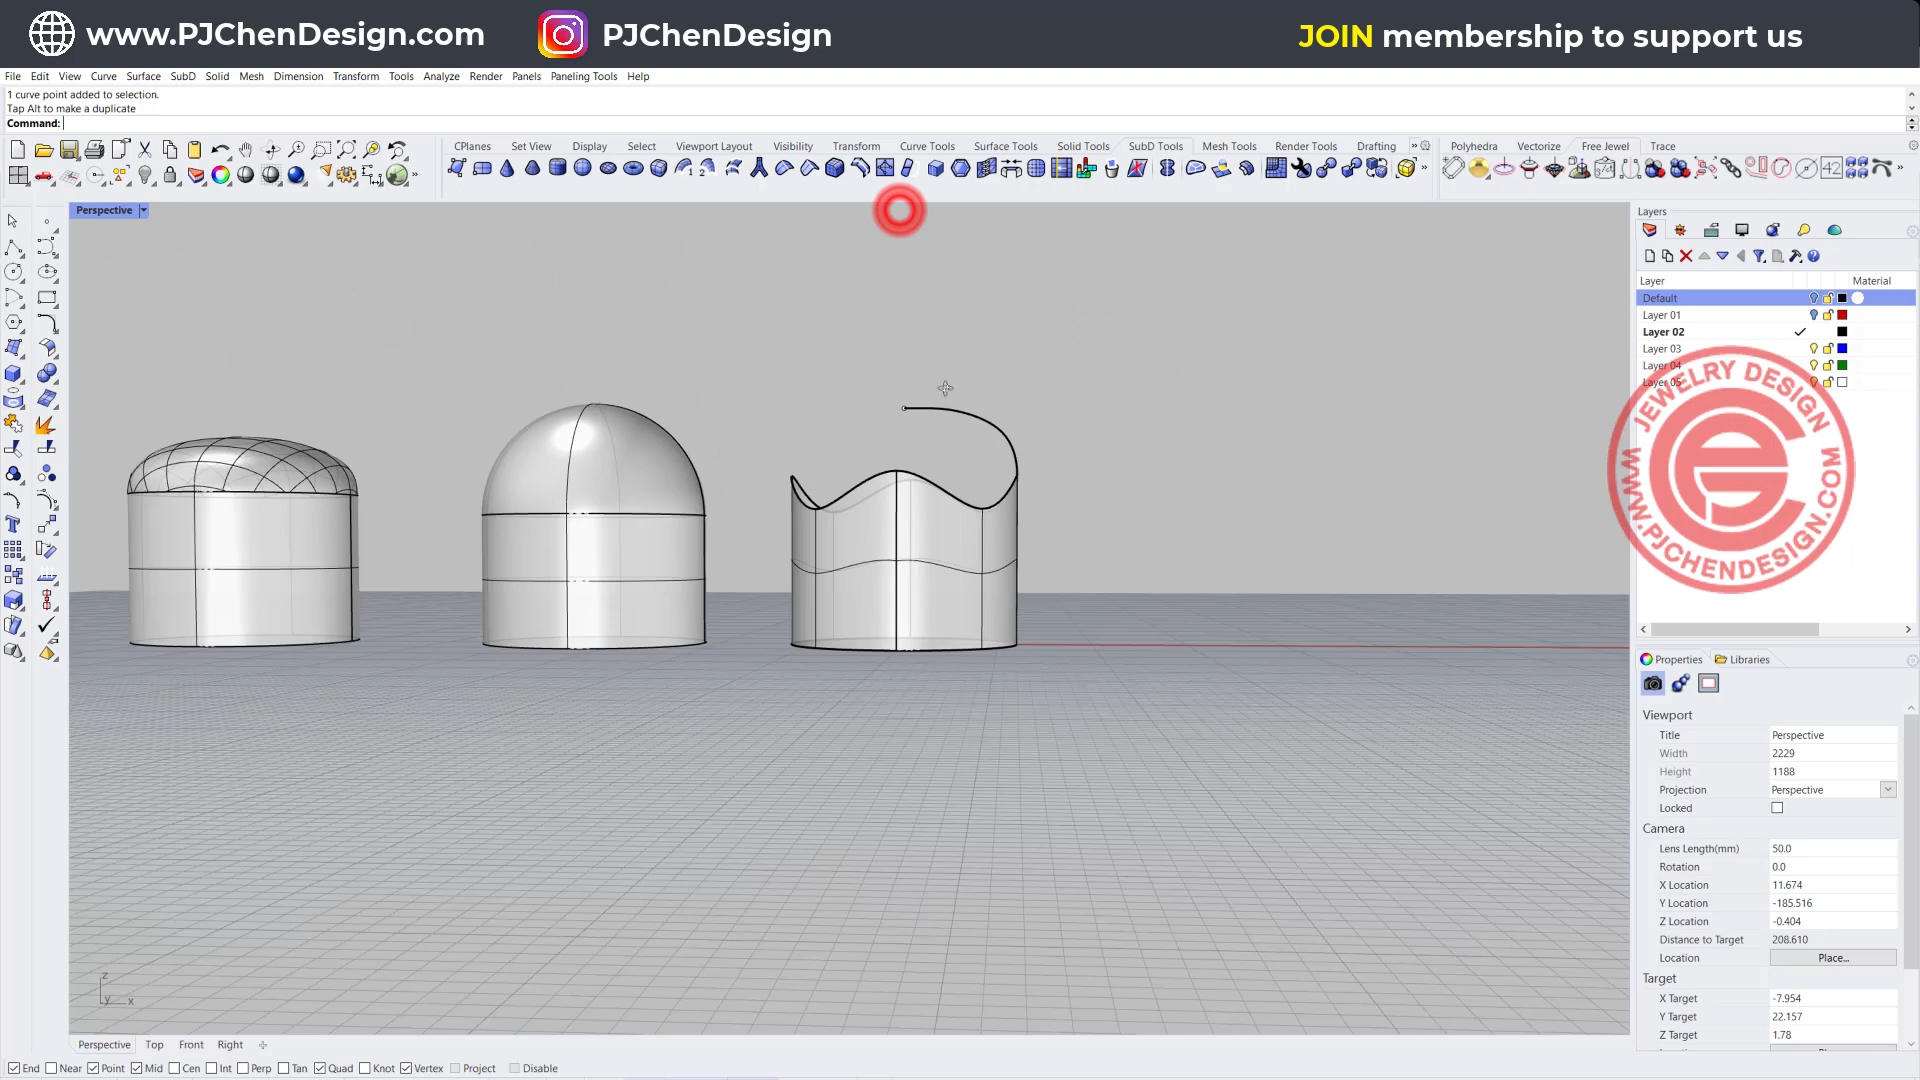 www.PJChenDesign.com PJChenDesign JOIN membership to support us
File Edit View Curve Surface SubD Solid Mesh Dimension Transform Tools Analyze Render Panels Paneling Tools Help
1 curve point added to selection.
Tap Alt to make a duplicate
Command:
CPlanes Set View Display Select Viewport Layout Visibility Transform Curve Tools Surface Tools Solid Tools SubD Tools Mesh Tools Render Tools Drafting Polyhedra Vectorize Free Jewel Trace
42
Perspective
Layers
Layer Material
Default
Layer 01
Layer 02
Layer 03
Layer 04
Layer 05
JEWELRY DESIGN
WWW.PJCHENDESIGN.COM
Properties Libraries
Viewport
Title Perspective
Width 2229
Height 1188
Projection Perspective
Locked
Camera
Lens Length(mm) 50.0
Rotation 0.0
X Location 11.674
Y Location -185.516
Z Location -0.404
Distance to Target 208.610
Location Place...
Target
X Target -7.954
Y Target 22.157
Z Target 1.78
z
y x
Perspective Top Front Right
End Near Point Mid Cen Int Perp Tan Quad Knot Vertex Project Disable